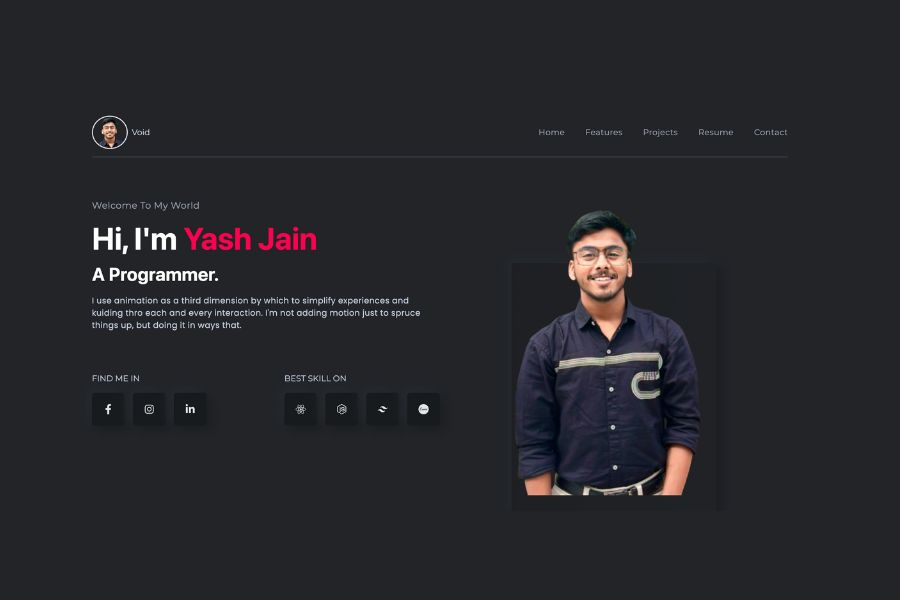 Void
Home Features Projects Resume Contact
Welcome To My World
Hi, I'm Yash Jain
A Programmer.
I use animation as a third dimension by which to simplify experiences and
kuiding thro each and every interaction. I'm not adding motion just to spruce
things up, but doing it in ways that.
FIND ME IN
BEST SKILL ON